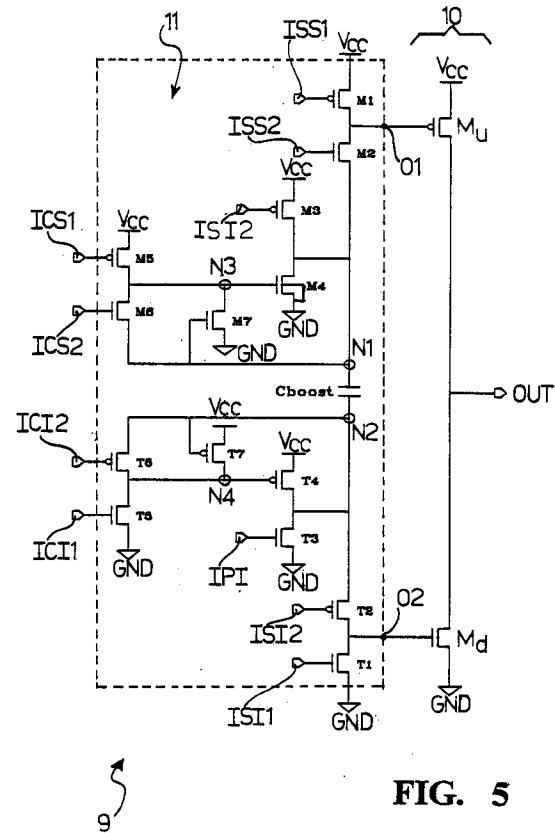 ISS1
10
11
VCC
VCC
M1
Mu
ISS2
O1
M2
VCC
ISI2
M3
ICS1
VCC
M5
N3
M4
M6
M7
GND
ICS2
GND
N1
Cboost
OUT
ICI2
VCC
N2
VCC
T6
T7
T4
N4
T5
T3
ICI1
GND
IPI
GND
O2
T2
ISI2
Md
T1
ISI1
GND
GND
9
FIG. 5